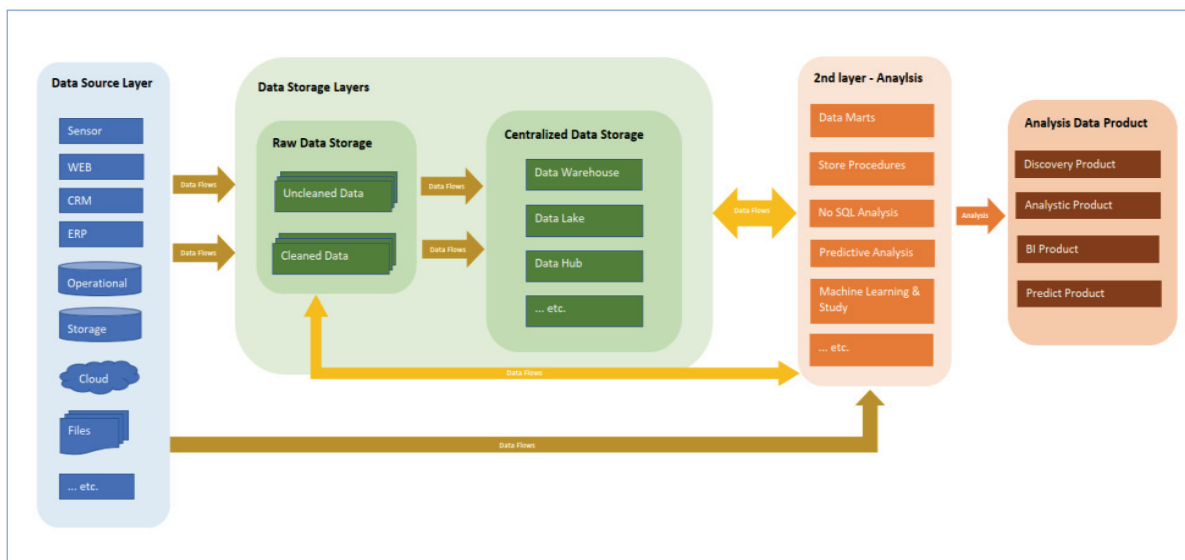 Data Source Layer
Sensor
WEB
CRM
ERP
Operational
Storage
Cloud
Files
... etc.
Data Flows
Data Flows
Data Storage Layers
Raw Data Storage
Uncleaned Data
Cleaned Data
Data Flows
Data Flows
Centralized Data Storage
Data Warehouse
Data Lake
Data Hub
... etc.
Data Flows
Data Flows
Data Flows
2nd layer - Anaylsis
Data Marts
Store Procedures
No SQL Analysis
Predictive Analysis
Machine Learning &
Study
... etc.
Analysis
Analysis Data Product
Discovery Product
Analystic Product
BI Product
Predict Product